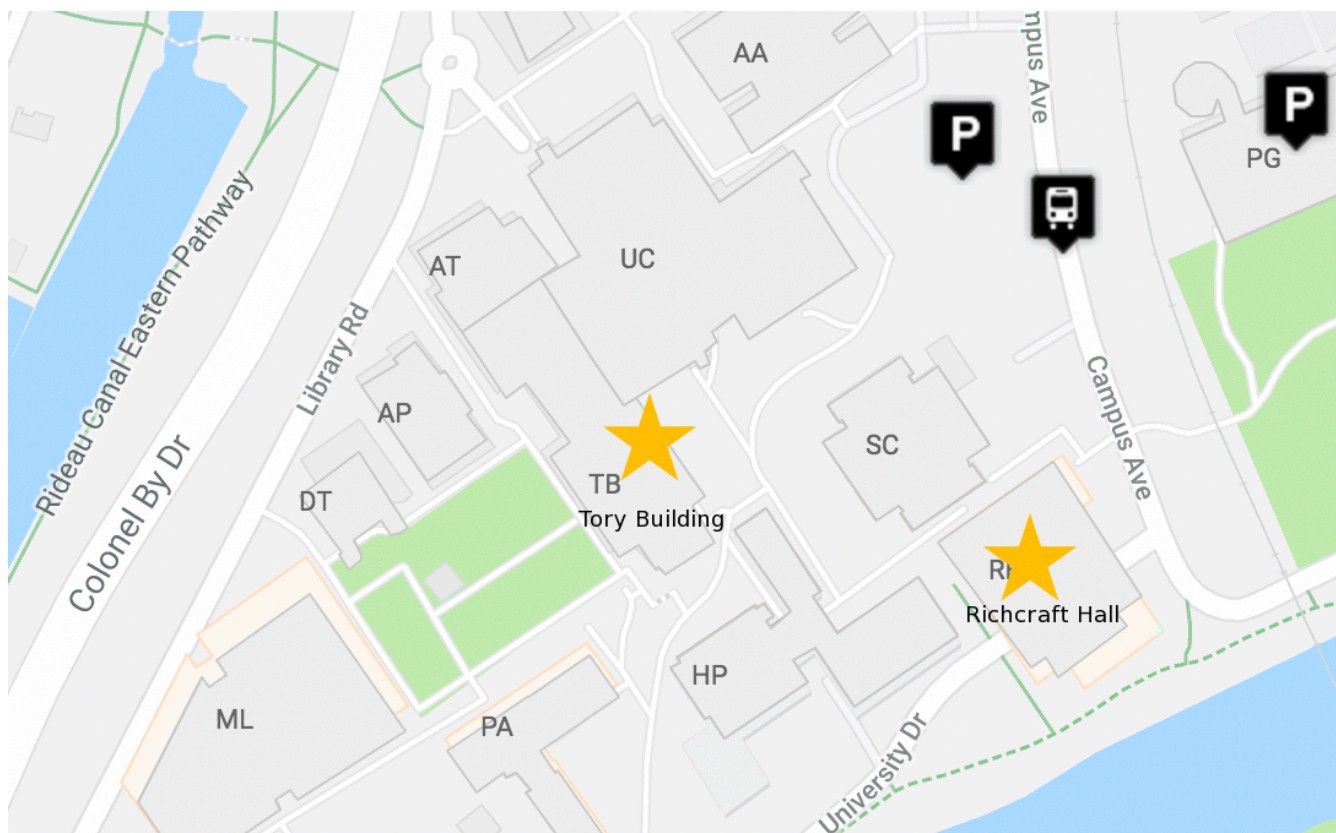 AA
mpus Ave
P
P
PG
Rideau Canal Eastern Pathway
UC
AT
Library Rd
Campus Ave
AP
SC
Colonel By Dr
DT
TB
Tory Building
Richcraft Hall
HP
ML
PA
University Dr